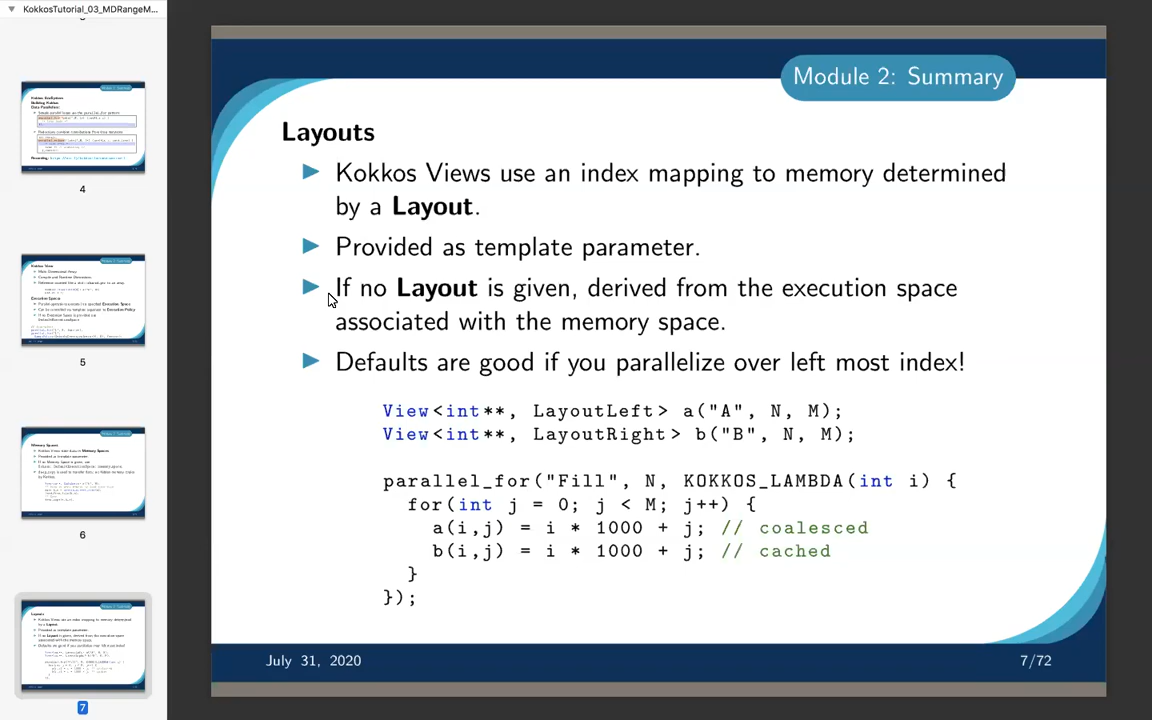 KokkosTutorial_03_MDRangeM...
4
5
6
7
Module 2: Summary
Layouts
Kokkos Views use an index mapping to memory determined
by a Layout.
Provided as template parameter.
If no Layout is given, derived from the execution space
associated with the memory space.
Defaults are good if you parallelize over left most index!
View<int**, LayoutLeft> a("A", N, M);
View<int**, LayoutRight> b("B", N, M);
parallel_for("Fill", N, KOKKOS_LAMBDA(int i) {
for(int j = 0; j < M; j++) {
a(i,j) = i * 1000 + j; // coalesced
b(i,j) = i * 1000 + j; // cached
}
});
July 31, 2020
7/72